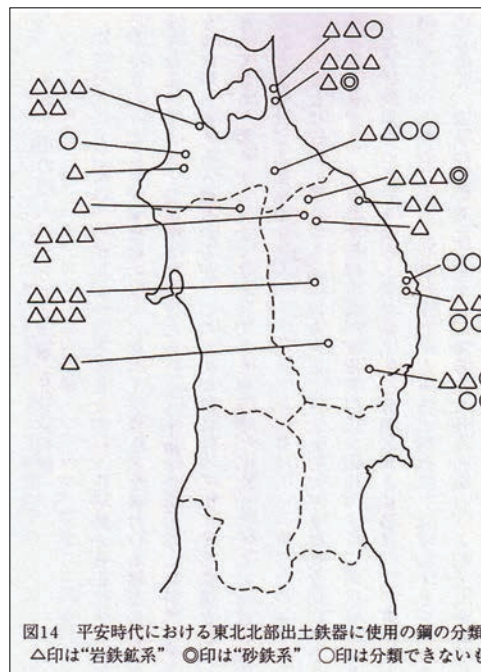 図14　平安時代における東北北部出土鉄器に使用の鋼の分類
△印は“岩鉄鉱系”　◎印は“砂鉄系”　○印は分類できないも